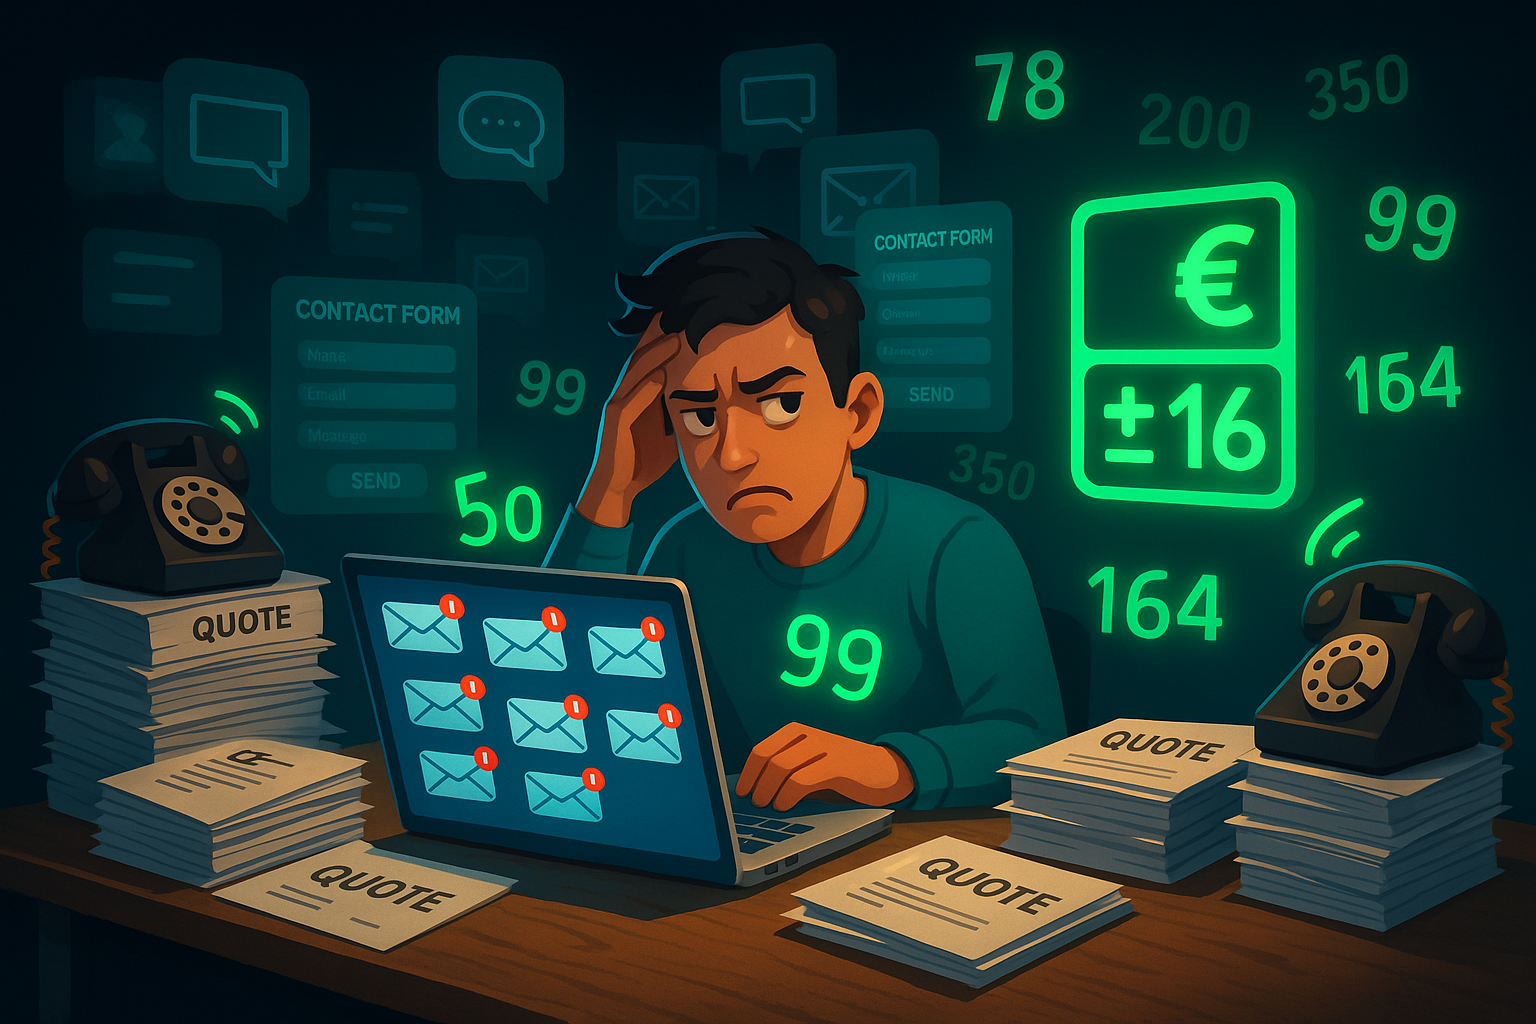 78
200
350
99
€
±16
164
350
164
CONTACT FORM
Name
Email
SEND
CONTACT FORM
SEND
99
50
99
QUOTE
QUOTE
QUOTE
QUOTE